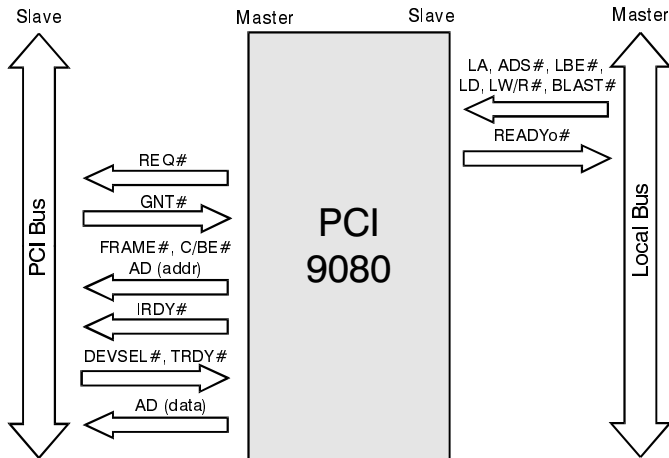 Slave
Master
Slave
Master
LA, ADS#, LBE#,
LD, LW/R#, BLAST#
READYo#
REQ#
GNT#
FRAME#, C/BE#
AD (addr)
IRDY#
DEVSEL#, TRDY#
AD (data)
PCI Bus
PCI
9080
Local Bus